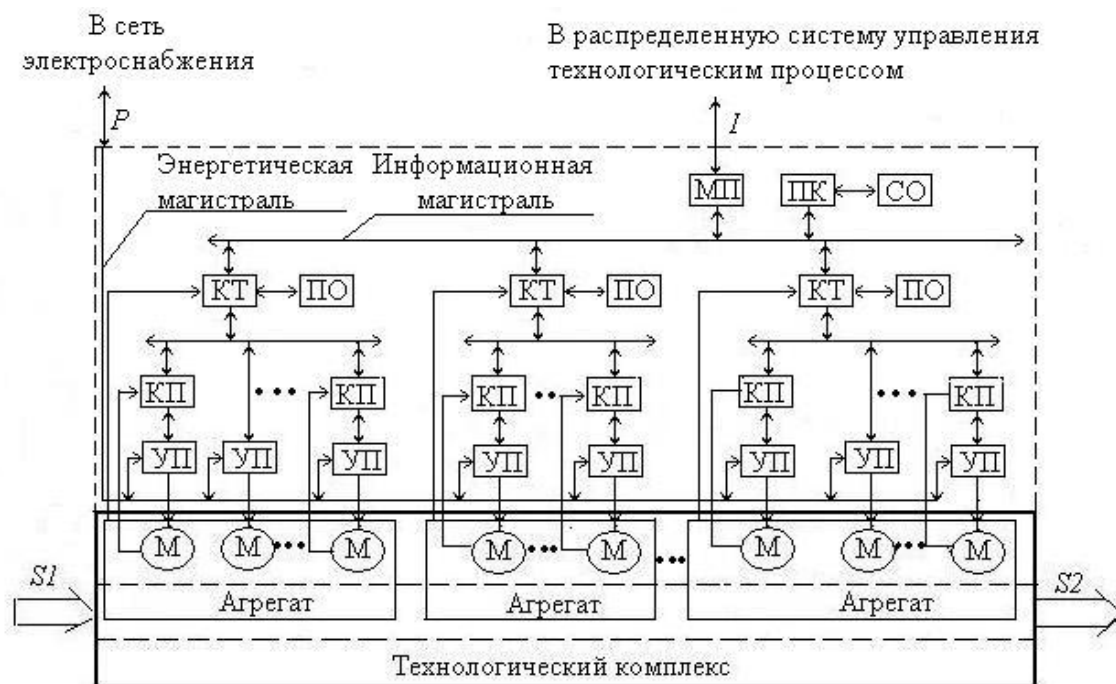 В сеть
электроснабжения
В распределенную систему управления
технологическим процессом
P
I
Энергетическая
магистраль
Информационная
магистраль
МП
ПК
СО
КТ
ПО
КТ
ПО
КТ
ПО
КП
КП
КП
КП
КП
КП
УП
УП
УП
УП
УП
УП
УП
УП
М
М
М
М
М
М
М
М
S1
S2
Агрегат
Агрегат
Агрегат
Технологический комплекс